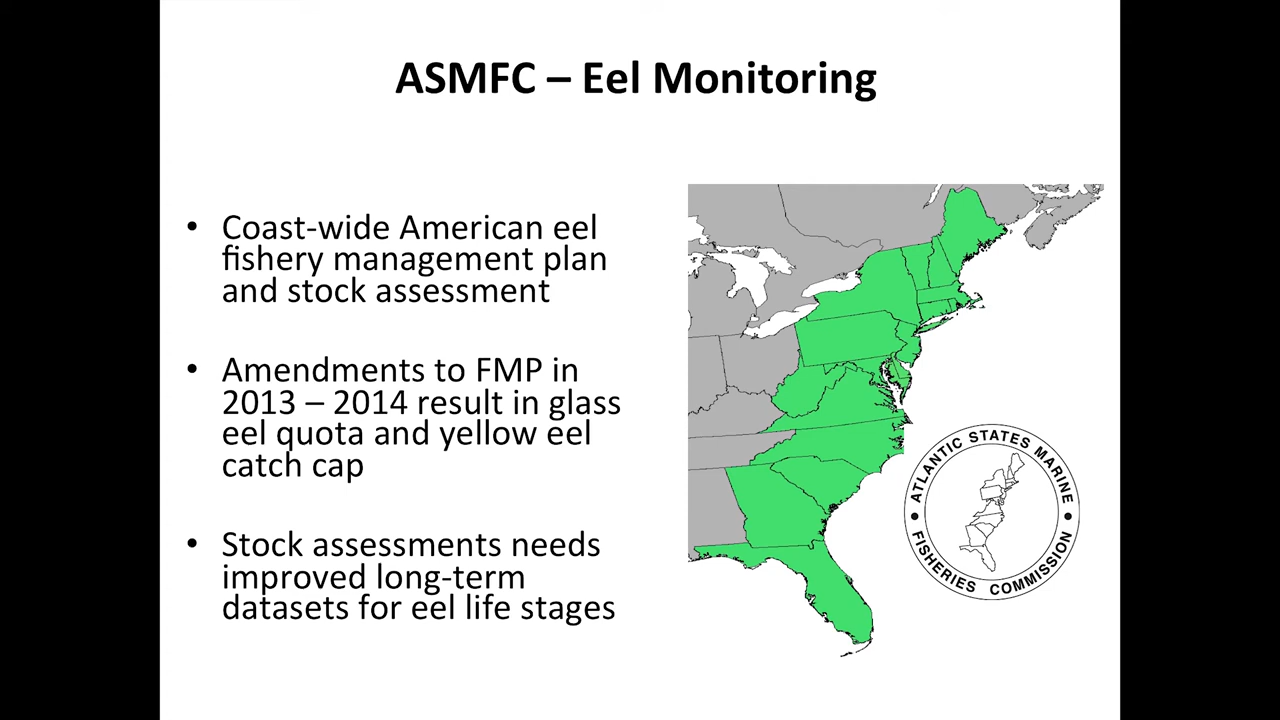 ASMFC – Eel Monitoring
• Coast-wide American eel
fishery management plan
and stock assessment
• Amendments to FMP in
2013 – 2014 result in glass
eel quota and yellow eel
catch cap
• Stock assessments needs
improved long-term
datasets for eel life stages
ATLANTIC STATES MARINE
• FISHERIES COMMISSION •